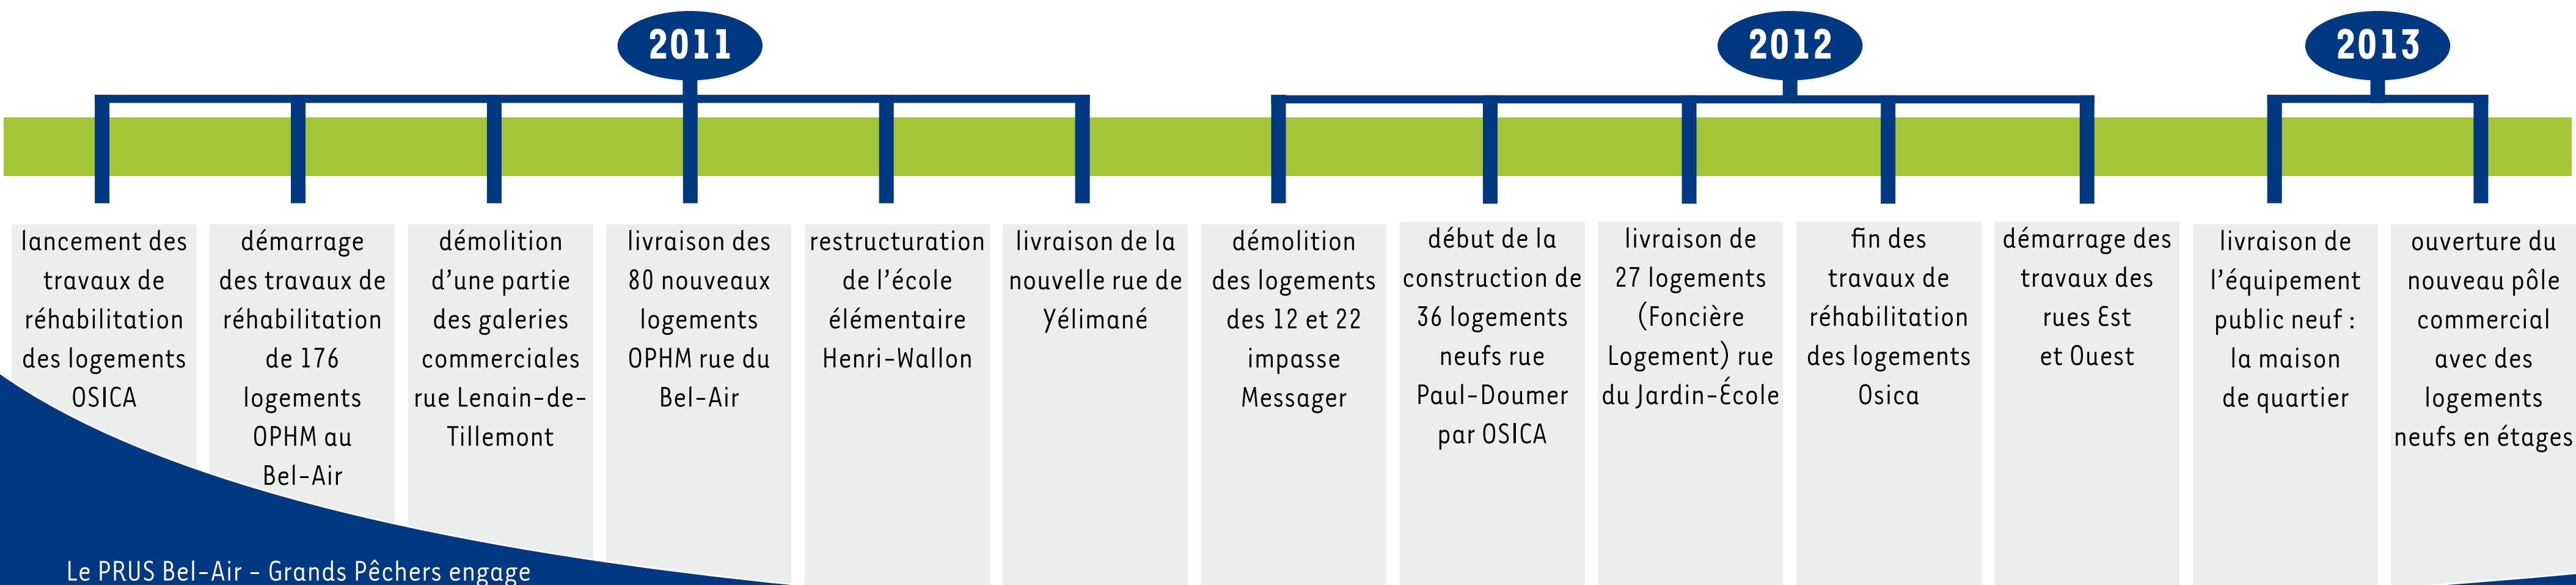 2011
2012
2013
lancement des
travaux de
réhabilitation
des logements
OSICA
démarrage
des travaux de
réhabilitation
de 176
logements
OPHM au
Bel-Air
démolition
d’une partie
des galeries
commerciales
rue Lenain-de-
Tillemont
livraison des
80 nouveaux
logements
OPHM rue du
Bel-Air
restructuration
de l’école
élémentaire
Henri-Wallon
livraison de la
nouvelle rue de
Yélimané
démolition
des logements
des 12 et 22
impasse
Messager
début de la
construction de
36 logements
neufs rue
Paul-Doumer
par OSICA
livraison de
27 logements
(Foncière
Logement) rue
du Jardin-École
fin des
travaux de
réhabilitation
des logements
Osica
démarrage des
travaux des
rues Est
et Ouest
livraison de
l’équipement
public neuf :
la maison
de quartier
ouverture du
nouveau pôle
commercial
avec des
logements
neufs en étages
Le PRUS Bel-Air - Grands Pêchers engage